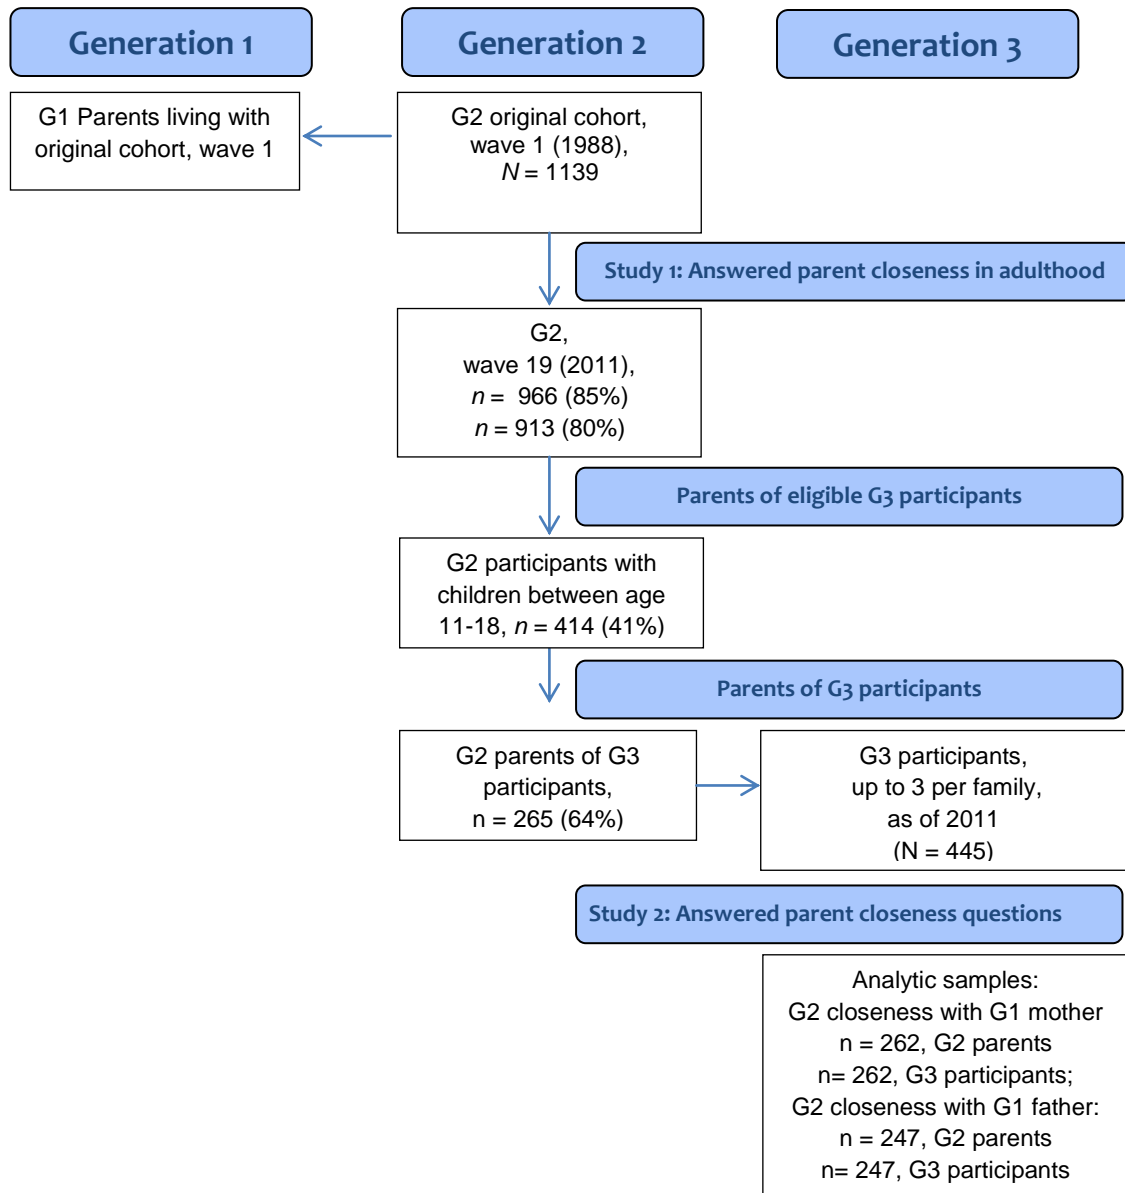 Generation 1
Generation 2
Generation 3
G1 Parents living with
original cohort, wave 1
G2 original cohort,
wave 1 (1988),
N = 1139
Study 1: Answered parent closeness in adulthood
G2,
wave 19 (2011),
n = 966 (85%)
n = 913 (80%)
Parents of eligible G3 participants
G2 participants with
children between age
11-18, n = 414 (41%)
Parents of G3 participants
G2 parents of G3
participants,
n = 265 (64%)
G3 participants,
up to 3 per family,
as of 2011
(N = 445)
Study 2: Answered parent closeness questions
Analytic samples:
G2 closeness with G1 mother
n = 262, G2 parents
n= 262, G3 participants;
G2 closeness with G1 father:
n = 247, G2 parents
n= 247, G3 participants